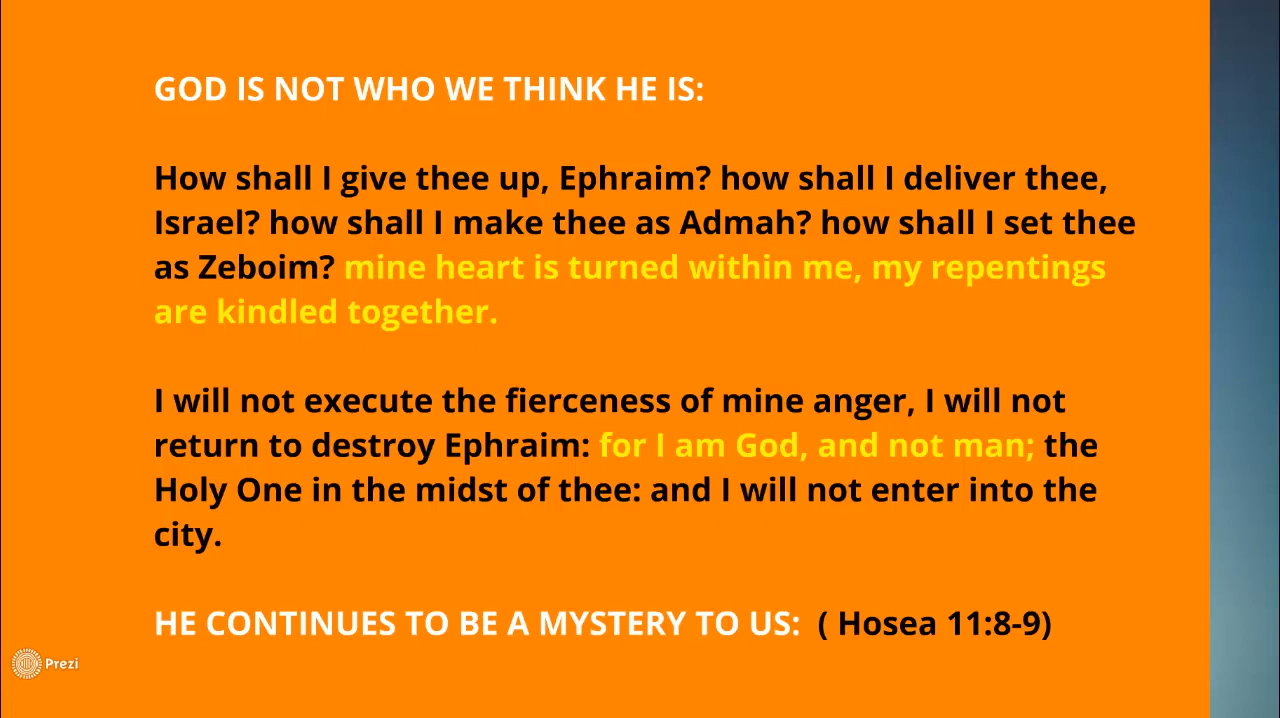 GOD IS NOT WHO WE THINK HE IS:
How shall I give thee up, Ephraim? how shall I deliver thee,
Israel? how shall I make thee as Admah? how shall I set thee
as Zeboim? mine heart is turned within me, my repentings
are kindled together.
I will not execute the fierceness of mine anger, I will not
return to destroy Ephraim: for I am God, and not man; the
Holy One in the midst of thee: and I will not enter into the
city.
HE CONTINUES TO BE A MYSTERY TO US: ( Hosea 11:8-9)
Prezi